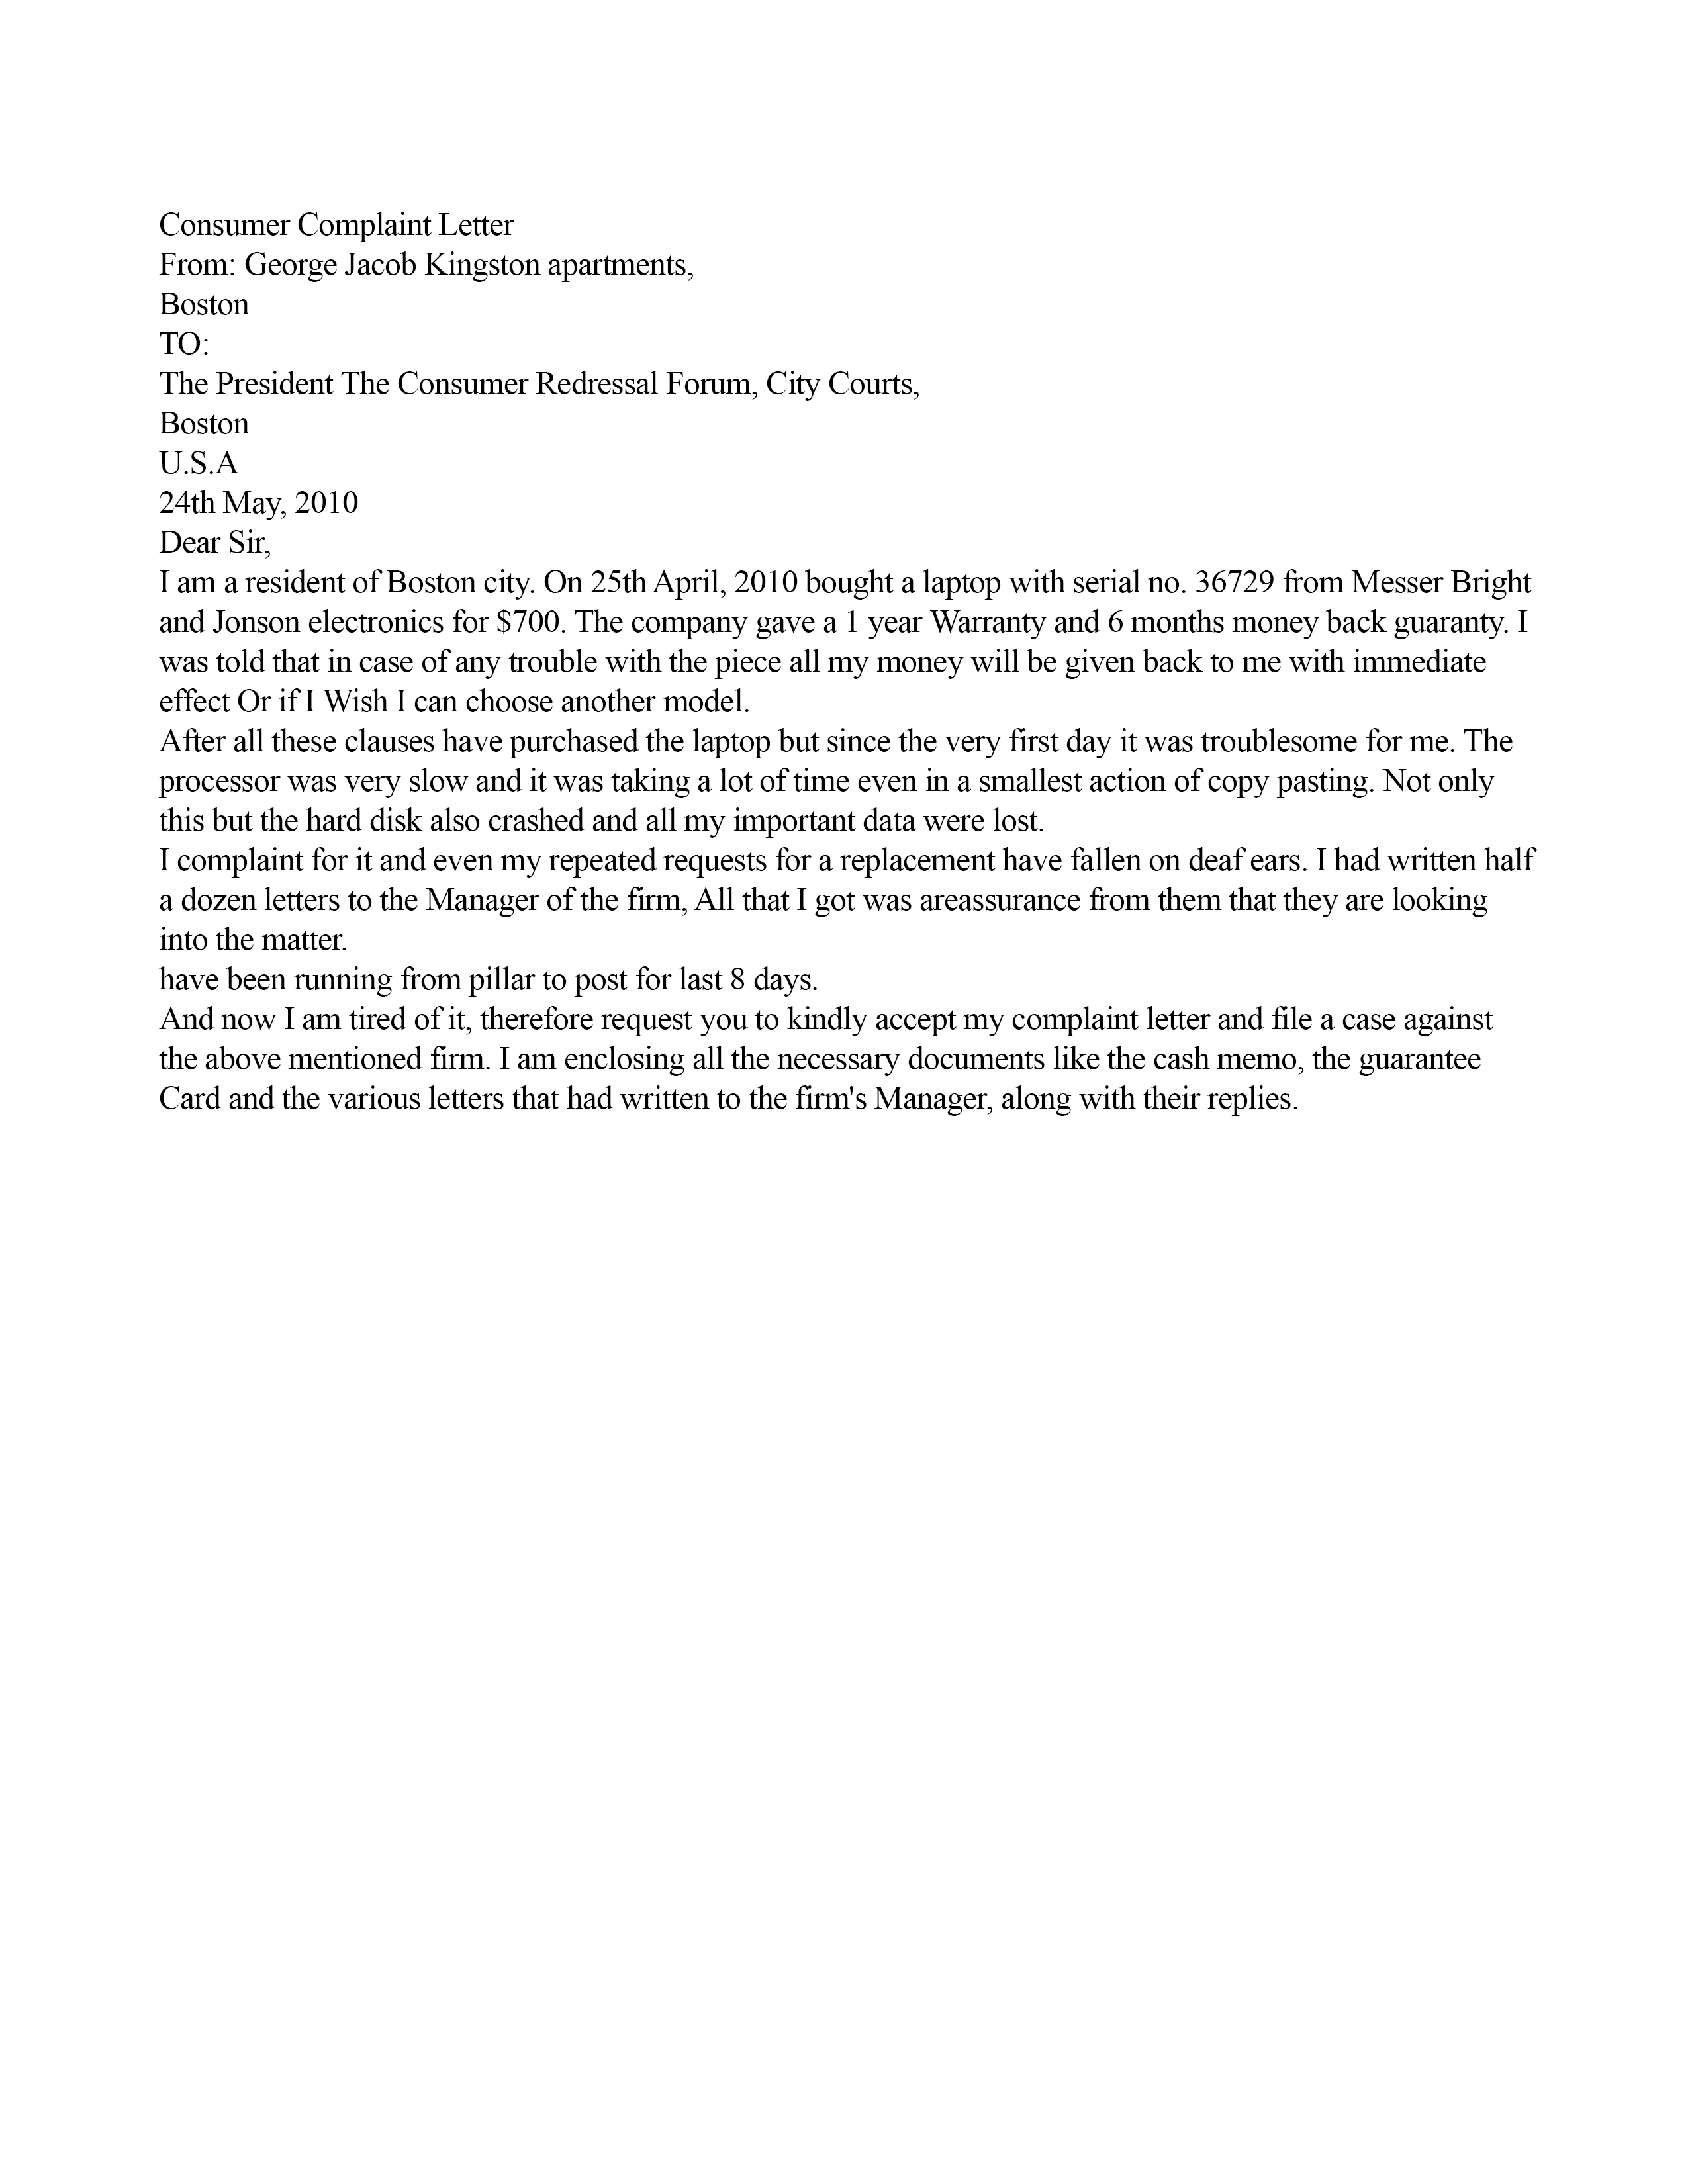 Consumer Complaint Letter
From: George Jacob Kingston apartments,
Boston
TO:
The President The Consumer Redressal Forum, City Courts,
Boston
U.S.A
24th May, 2010
Dear Sir,
I am a resident of Boston city. On 25th April, 2010 bought a laptop with serial no. 36729 from Messer Bright
and Jonson electronics for $700. The company gave a 1 year Warranty and 6 months money back guaranty. I
was told that in case of any trouble with the piece all my money will be given back to me with immediate
effect Or if I Wish I can choose another model.
After all these clauses have purchased the laptop but since the very first day it was troublesome for me. The
processor was very slow and it was taking a lot of time even in a smallest action of copy pasting. Not only
this but the hard disk also crashed and all my important data were lost.
I complaint for it and even my repeated requests for a replacement have fallen on deaf ears. I had written half
a dozen letters to the Manager of the firm, All that I got was areassurance from them that they are looking
into the matter.
have been running from pillar to post for last 8 days.
And now I am tired of it, therefore request you to kindly accept my complaint letter and file a case against
the above mentioned firm. I am enclosing all the necessary documents like the cash memo, the guarantee
Card and the various letters that had written to the firm's Manager, along with their replies.